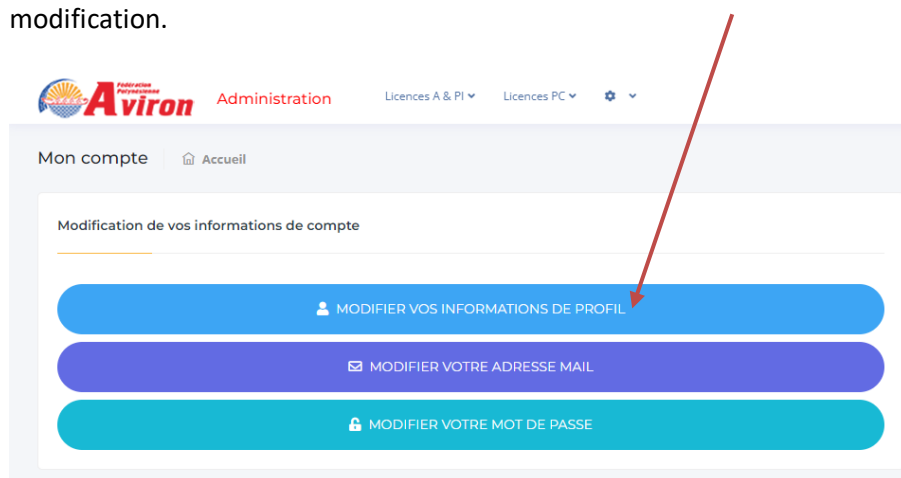 modification.
Fédération
Polynésienne
Aviron
Administration Licences A & PI Licences PC
Mon compte Accueil
Modification de vos informations de compte
MODIFIER VOS INFORMATIONS DE PROFIL
MODIFIER VOTRE ADRESSE MAIL
MODIFIER VOTRE MOT DE PASSE